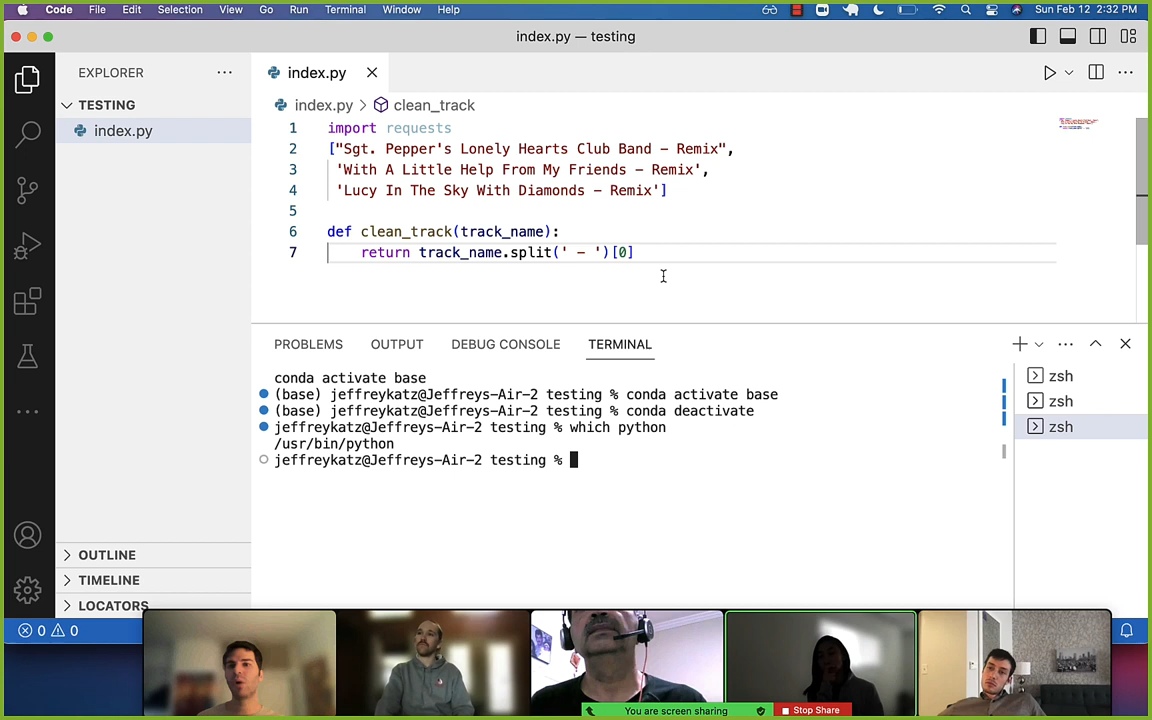 Code File Edit Selection View Go Run Terminal Window Help Sun Feb 12 2:32 PM
index.py — testing
EXPLORER
index.py
TESTING
index.py
index.py > clean_track
1 import requests
2 ["Sgt. Pepper's Lonely Hearts Club Band - Remix",
3 'With A Little Help From My Friends - Remix',
4 'Lucy In The Sky With Diamonds - Remix']
5
6 def clean_track(track_name):
7 return track_name.split(' - ')[0]
PROBLEMS OUTPUT DEBUG CONSOLE TERMINAL
conda activate base
(base) jeffreykatz@Jeffreys-Air-2 testing % conda activate base
(base) jeffreykatz@Jeffreys-Air-2 testing % conda deactivate
jeffreykatz@Jeffreys-Air-2 testing % which python
/usr/bin/python
jeffreykatz@Jeffreys-Air-2 testing %
zsh
zsh
zsh
OUTLINE
TIMELINE
LOCATORS
0 0
You are screen sharing Stop Share